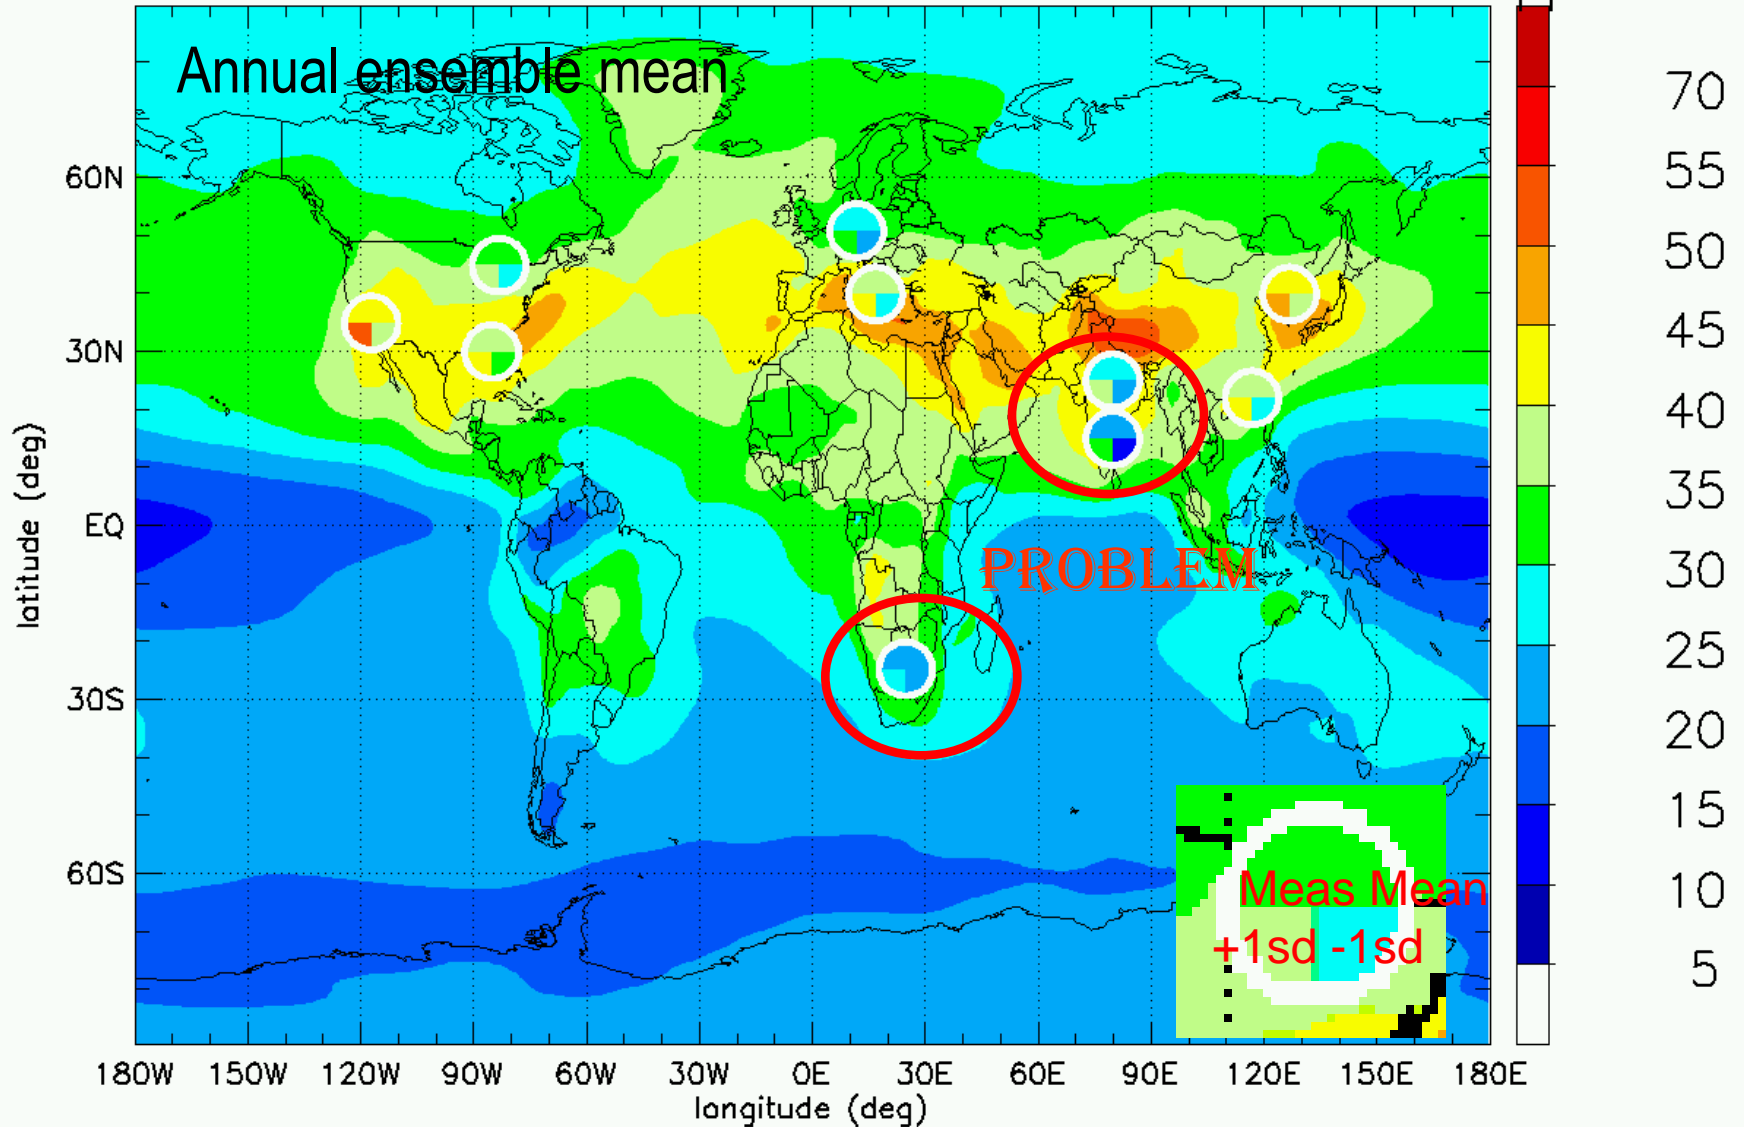 Annual ensemble mean
70
55
50
45
40
35
30
25
20
15
10
5
60N
30N
EQ
30S
60S
latitude (deg)
PROBLEM
Meas Mean
+1sd -1sd
180W 150W 120W 90W 60W 30W 0E 30E 60E 90E 120E 150E 180E
longitude (deg)